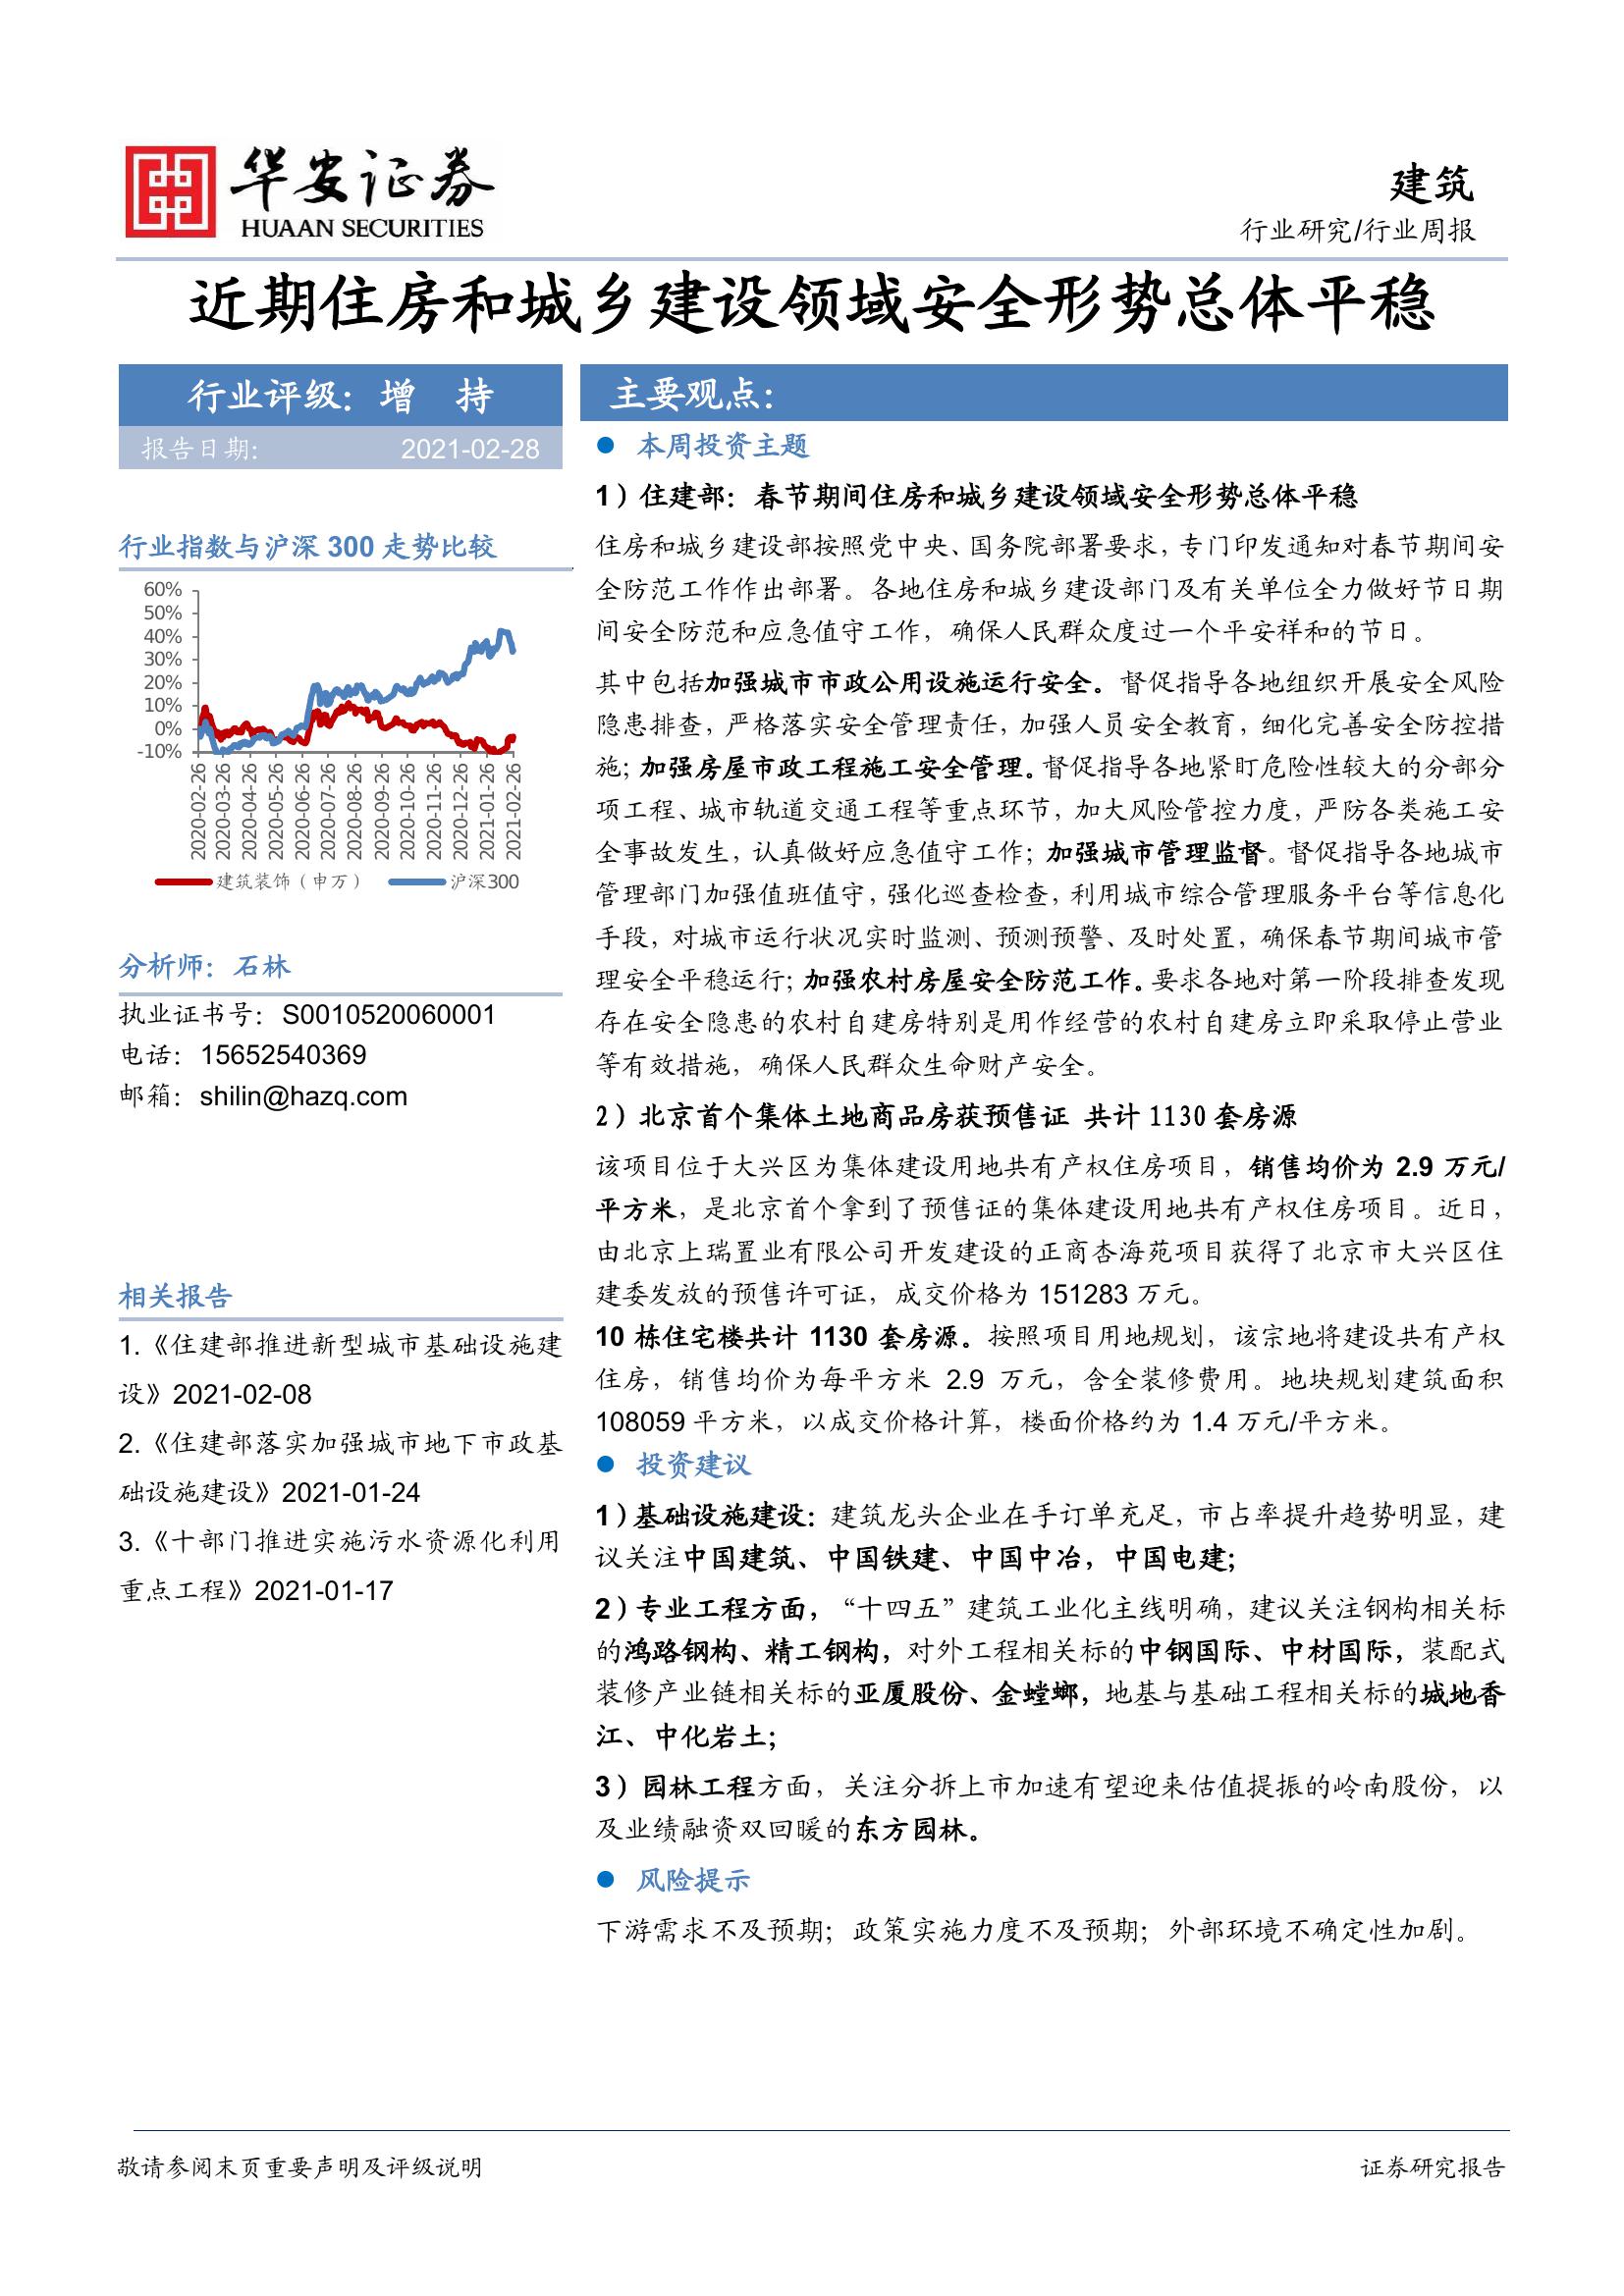 华安证券
HUAAN SECURITIES
建筑
行业研究/行业周报
近期住房和城乡建设领域安全形势总体平稳
行业评级：增 持
报告日期： 2021-02-28
行业指数与沪深 300 走势比较
60%
50%
40%
30%
20%
10%
0%
-10%
2020-02-26
2020-03-26
2020-04-26
2020-05-26
2020-06-26
2020-07-26
2020-08-26
2020-09-26
2020-10-26
2020-11-26
2020-12-26
2021-01-26
2021-02-26
建筑装饰（申万） 沪深300
分析师：石林
执业证书号：S0010520060001
电话：15652540369
邮箱：shilin@hazq.com
相关报告
1.《住建部推进新型城市基础设施建
设》2021-02-08
2.《住建部落实加强城市地下市政基
础设施建设》2021-01-24
3.《十部门推进实施污水资源化利用
重点工程》2021-01-17
主要观点：
● 本周投资主题
1）住建部：春节期间住房和城乡建设领域安全形势总体平稳
住房和城乡建设部按照党中央、国务院部署要求，专门印发通知对春节期间安
全防范工作作出部署。各地住房和城乡建设部门及有关单位全力做好节日期
间安全防范和应急值守工作，确保人民群众度过一个平安祥和的节日。
其中包括加强城市市政公用设施运行安全。督促指导各地组织开展安全风险
隐患排查，严格落实安全管理责任，加强人员安全教育，细化完善安全防控措
施；加强房屋市政工程施工安全管理。督促指导各地紧盯危险性较大的分部分
项工程、城市轨道交通工程等重点环节，加大风险管控力度，严防各类施工安
全事故发生，认真做好应急值守工作；加强城市管理监督。督促指导各地城市
管理部门加强值班值守，强化巡查检查，利用城市综合管理服务平台等信息化
手段，对城市运行状况实时监测、预测预警、及时处置，确保春节期间城市管
理安全平稳运行；加强农村房屋安全防范工作。要求各地对第一阶段排查发现
存在安全隐患的农村自建房特别是用作经营的农村自建房立即采取停止营业
等有效措施，确保人民群众生命财产安全。
2）北京首个集体土地商品房获预售证 共计 1130 套房源
该项目位于大兴区为集体建设用地共有产权住房项目，销售均价为 2.9 万元/
平方米，是北京首个拿到了预售证的集体建设用地共有产权住房项目。近日，
由北京上瑞置业有限公司开发建设的正商杏海苑项目获得了北京市大兴区住
建委发放的预售许可证，成交价格为 151283 万元。
10 栋住宅楼共计 1130 套房源。按照项目用地规划，该宗地将建设共有产权
住房，销售均价为每平方米 2.9 万元，含全装修费用。地块规划建筑面积
108059 平方米，以成交价格计算，楼面价格约为 1.4 万元/平方米。
● 投资建议
1）基础设施建设：建筑龙头企业在手订单充足，市占率提升趋势明显，建
议关注中国建筑、中国铁建、中国中冶，中国电建；
2）专业工程方面，“十四五”建筑工业化主线明确，建议关注钢构相关标
的鸿路钢构、精工钢构，对外工程相关标的中钢国际、中材国际，装配式
装修产业链相关标的亚厦股份、金螳螂，地基与基础工程相关标的城地香
江、中化岩土；
3）园林工程方面，关注分拆上市加速有望迎来估值提振的岭南股份，以
及业绩融资双回暖的东方园林。
● 风险提示
下游需求不及预期；政策实施力度不及预期；外部环境不确定性加剧。
敬请参阅末页重要声明及评级说明 证券研究报告